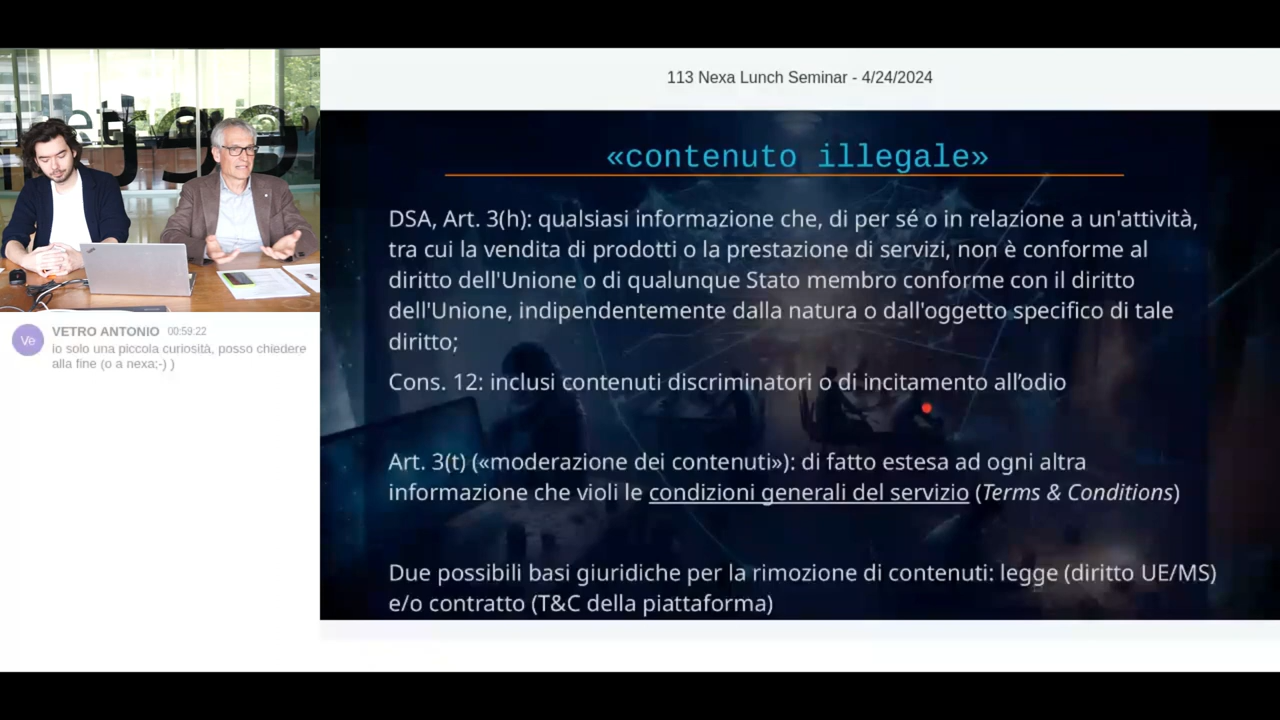 113 Nexa Lunch Seminar - 4/24/2024
«contenuto illegale»
DSA, Art. 3(h): qualsiasi informazione che, di per sé o in relazione a un'attività,
tra cui la vendita di prodotti o la prestazione di servizi, non è conforme al
diritto dell'Unione o di qualunque Stato membro conforme con il diritto
dell'Unione, indipendentemente dalla natura o dall'oggetto specifico di tale
diritto;
Cons. 12: inclusi contenuti discriminatori o di incitamento all’odio
Art. 3(t) («moderazione dei contenuti»): di fatto estesa ad ogni altra
informazione che violi le condizioni generali del servizio (Terms & Conditions)
Due possibili basi giuridiche per la rimozione di contenuti: legge (diritto UE/MS)
e/o contratto (T&C della piattaforma)
Ve
VETRO ANTONIO 00:59:22
Io solo una piccola curiosità, posso chiedere
alla fine (o a nexa;-) )